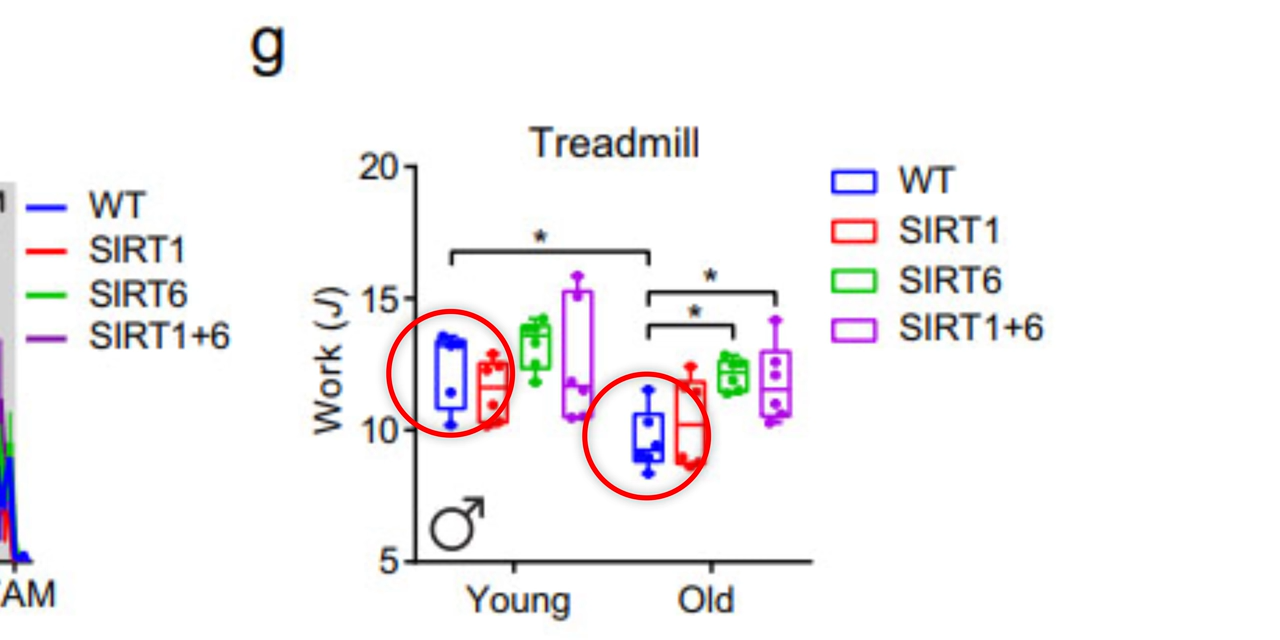 g
Treadmill
20
15
10
5
Work (J)
*
*
*
Young
Old
WT
SIRT1
SIRT6
SIRT1+6
WT
SIRT1
SIRT6
SIRT1+6
AM